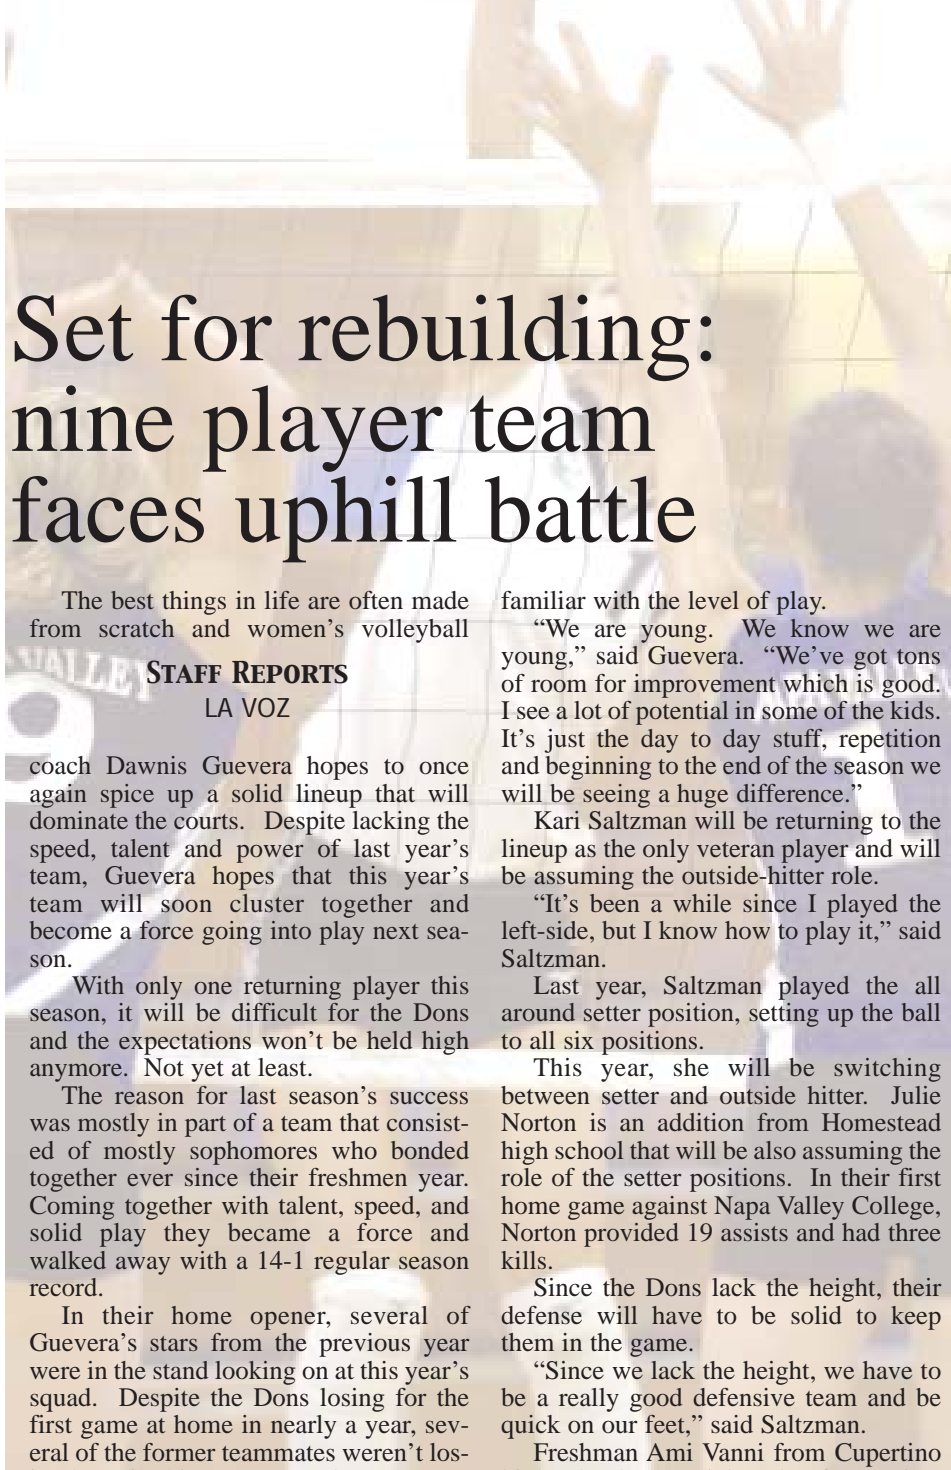 Set for rebuilding:
nine player team
faces uphill battle
The best things in life are often made
from scratch and women's volleyball
STAFF REPORTS
LA VOZ
coach Dawnis Guevera hopes to once
again spice up a solid lineup that will
dominate the courts. Despite lacking the
speed, talent and power of last year's
team, Guevera hopes that this year's
team will soon cluster together and
become a force going into play next sea-
son.
With only one returning player this
season, it will be difficult for the Dons
and the expectations won't be held high
anymore. Not yet at least.
The reason for last season's success
was mostly in part of a team that consist-
ed of mostly sophomores who bonded
together ever since their freshmen year.
Coming together with talent, speed, and
solid play they became a force and
walked away with a 14-1 regular season
record.
In their home opener, several of
Guevera's stars from the previous year
were in the stand looking on at this year's
squad. Despite the Dons losing for the
first game at home in nearly a year, sev-
eral of the former teammates weren't los-
familiar with the level of play.
“We are young. We know we are
young,” said Guevera. “We've got tons
of room for improvement which is good.
I see a lot of potential in some of the kids.
It's just the day to day stuff, repetition
and beginning to the end of the season we
will be seeing a huge difference.”
Kari Saltzman will be returning to the
lineup as the only veteran player and will
be assuming the outside-hitter role.
“It's been a while since I played the
left-side, but I know how to play it,” said
Saltzman.
Last year, Saltzman played the all
around setter position, setting up the ball
to all six positions.
This year, she will be switching
between setter and outside hitter. Julie
Norton is an addition from Homestead
high school that will be also assuming the
role of the setter positions. In their first
home game against Napa Valley College,
Norton provided 19 assists and had three
kills.
Since the Dons lack the height, their
defense will have to be solid to keep
them in the game.
“Since we lack the height, we have to
be a really good defensive team and be
quick on our feet,” said Saltzman.
Freshman Ami Vanni from Cupertino
VALLEY
9
1